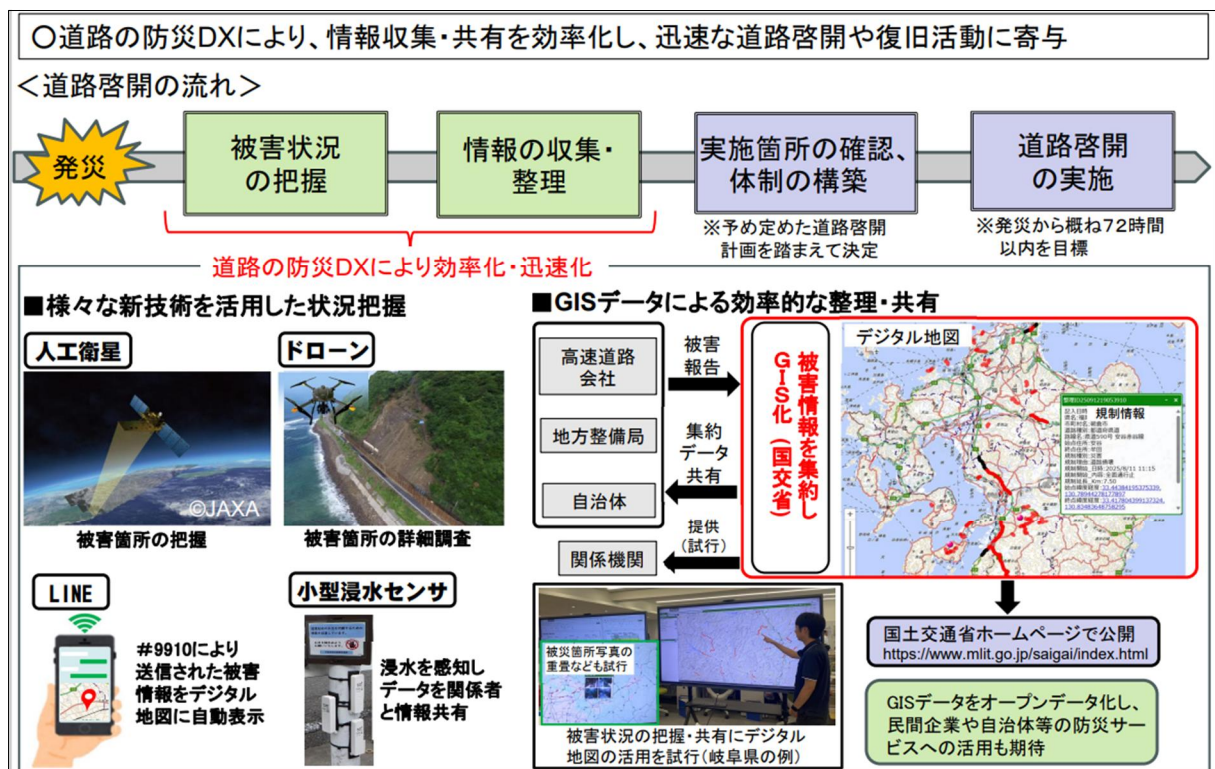 〇道路の防災DXにより、情報収集・共有を効率化し、迅速な道路啓開や復旧活動に寄与
＜道路啓開の流れ＞
発災
被害状況
の把握
情報の収集・
整理
実施箇所の確認、
体制の構築
道路啓開
の実施
※予め定めた道路啓開
計画を踏まえて決定
※発災から概ね７２時間
以内を目標
道路の防災DXにより効率化・迅速化
■様々な新技術を活用した状況把握
人工衛星
©JAXA
被害箇所の把握
ドローン
被害箇所の詳細調査
LINE
#9910により
送信された被害
情報をデジタル
地図に自動表示
小型浸水センサ
浸水を感知し
データを関係者
と情報共有
■GISデータによる効率的な整理・共有
高速道路
会社
地方整備局
自治体
関係機関
被害
報告
集約
データ
共有
提供
（試行）
被害情報を集約し
GIS化（国交省）
デジタル地図
規制情報
被災箇所写真の
重畳なども試行
被害状況の把握・共有にデジタル
地図の活用を試行（岐阜県の例）
国土交通省ホームページで公開
https://www.mlit.go.jp/saigai/index.html
GISデータをオープンデータ化し、
民間企業や自治体等の防災サー
ビスへの活用も期待